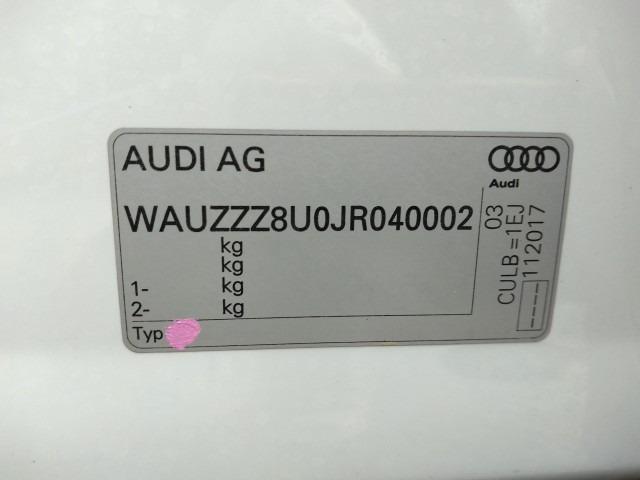 AUDI AG
Audi
WAUZZZ8U0JR040002
kg
kg
1- kg
2- kg
Typ
03
CULB=1EJ
112017
----